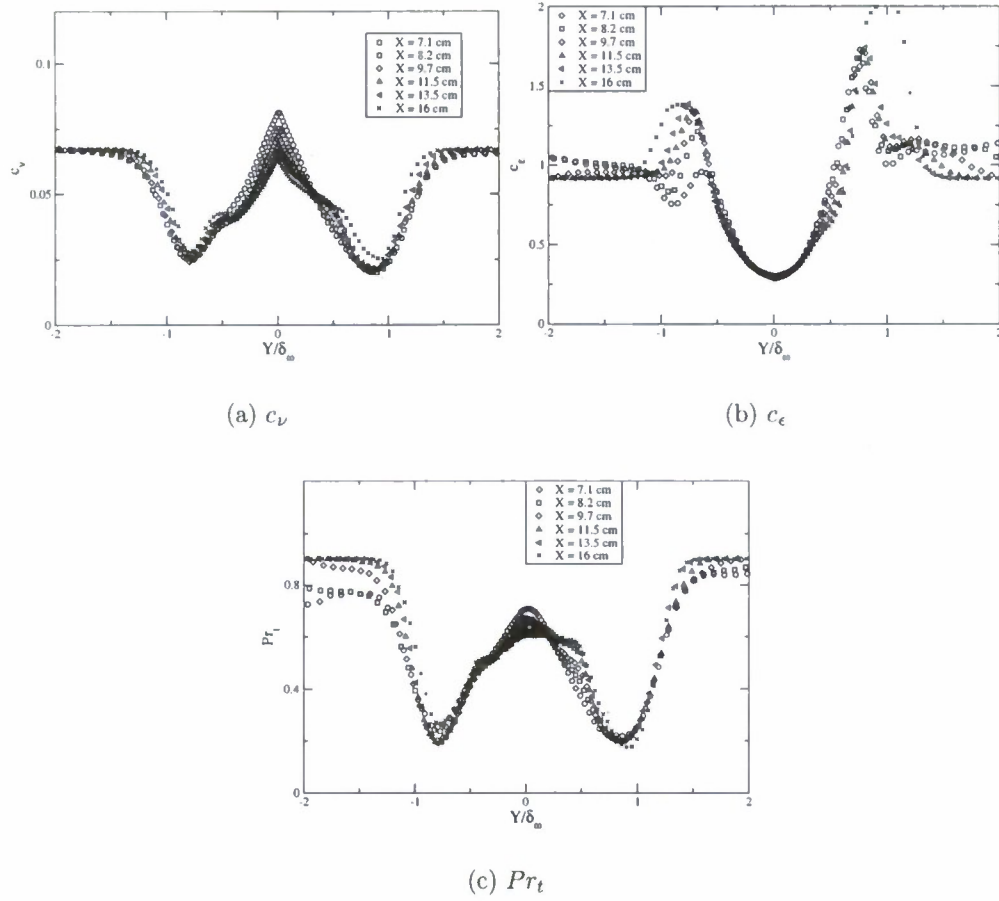 0.1
0.05
0
c_ν
X = 7.1 cm
X = 8.2 cm
X = 9.7 cm
X = 11.5 cm
X = 13.5 cm
X = 16 cm
-2 -1 0 1 2
Y/δ_∞
(a) c_ν
2
1.5
1
0.5
0
c_ε
X = 7.1 cm
X = 8.2 cm
X = 9.7 cm
X = 11.5 cm
X = 13.5 cm
X = 16 cm
-2 -1 0 1 2
Y/δ_∞
(b) c_ϵ
0.8
0.4
0
Pr_t
X = 7.1 cm
X = 8.2 cm
X = 9.7 cm
X = 11.5 cm
X = 13.5 cm
X = 16 cm
-2 -1 0 1 2
Y/δ_∞
(c) Pr_t